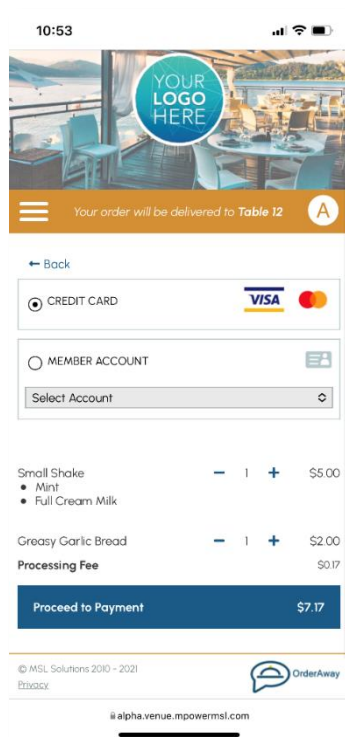 10:53
YOUR
LOGO
HERE
Your order will be delivered to Table 12
A
← Back
CREDIT CARD
VISA
MEMBER ACCOUNT
Select Account
Small Shake − 1 + $5.00
• Mint
• Full Cream Milk
Greasy Garlic Bread − 1 + $2.00
Processing Fee $0.17
Proceed to Payment $7.17
© MSL Solutions 2010 - 2021
OrderAway
Privacy
alpha.venue.mpowermsl.com